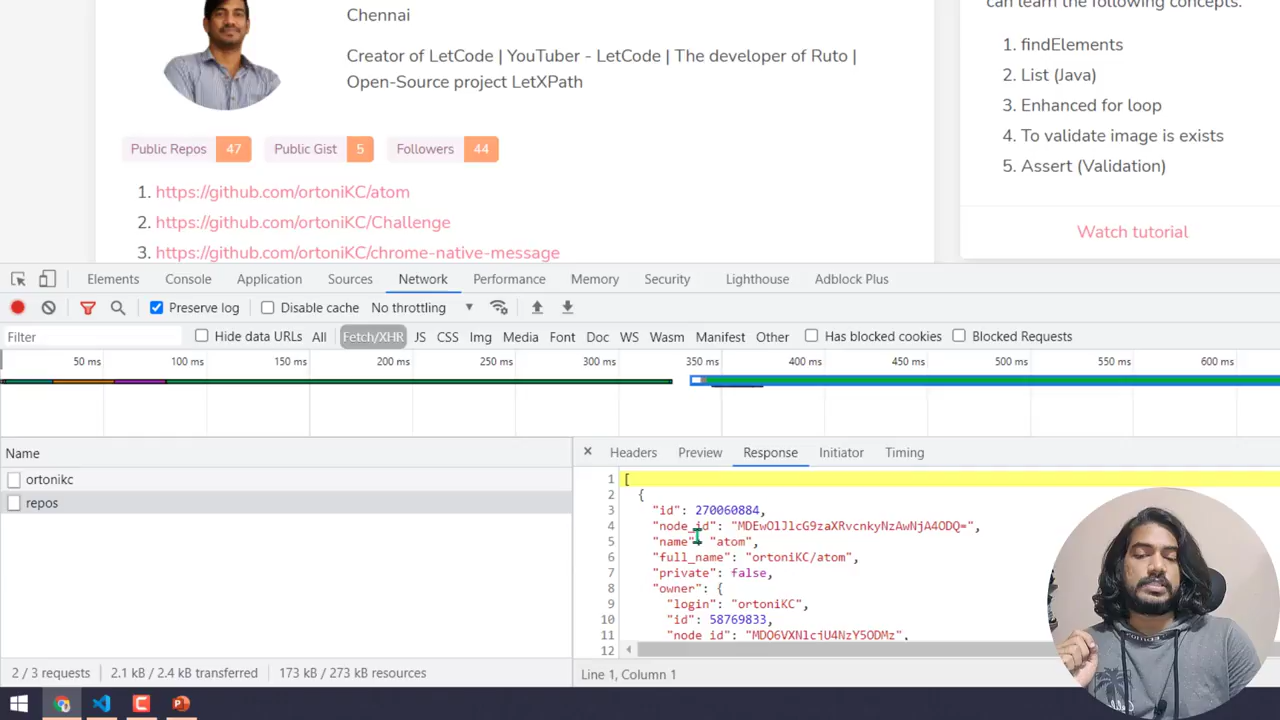 Chennai
Creator of LetCode | YouTuber - LetCode | The developer of Ruto |
Open-Source project LetXPath
Public Repos 47 Public Gist 5 Followers 44
1. https://github.com/ortoniKC/atom
2. https://github.com/ortoniKC/Challenge
3. https://github.com/ortoniKC/chrome-native-message
can learn the following concepts.
1. findElements
2. List (Java)
3. Enhanced for loop
4. To validate image is exists
5. Assert (Validation)
Watch tutorial
Elements Console Application Sources Network Performance Memory Security Lighthouse Adblock Plus
Preserve log Disable cache No throttling
Filter Hide data URLs All Fetch/XHR JS CSS Img Media Font Doc WS Wasm Manifest Other Has blocked cookies Blocked Requests
50 ms 100 ms 150 ms 200 ms 250 ms 300 ms 350 ms 400 ms 450 ms 500 ms 550 ms 600 ms
Name
ortonikc
repos
Headers Preview Response Initiator Timing
1 [
2 {
3 "id": 270060884,
4 "node_id":
5 "name": "atom",
6 "full_name": "ortoniKC/atom",
7 "private": false,
8 "owner": {
9 "login": "ortoniKC",
10 "id": 58769833,
11 "node_id":
12
2 / 3 requests 2.1 kB / 2.4 kB transferred 173 kB / 273 kB resources
Line 1, Column 1